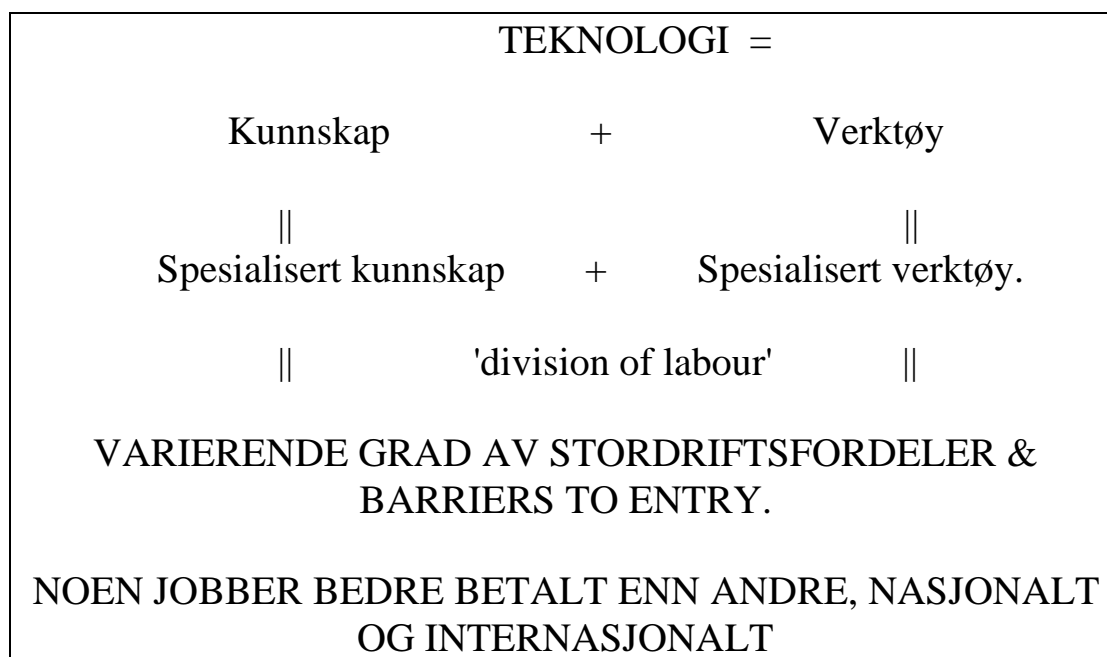 TEKNOLOGI =
Kunnskap + Verktøy
|| ||
Spesialisert kunnskap + Spesialisert verktøy.
|| 'division of labour' ||
VARIERENDE GRAD AV STORDRIFTSFORDELER &
BARRIERS TO ENTRY.
NOEN JOBBER BEDRE BETALT ENN ANDRE, NASJONALT
OG INTERNASJONALT